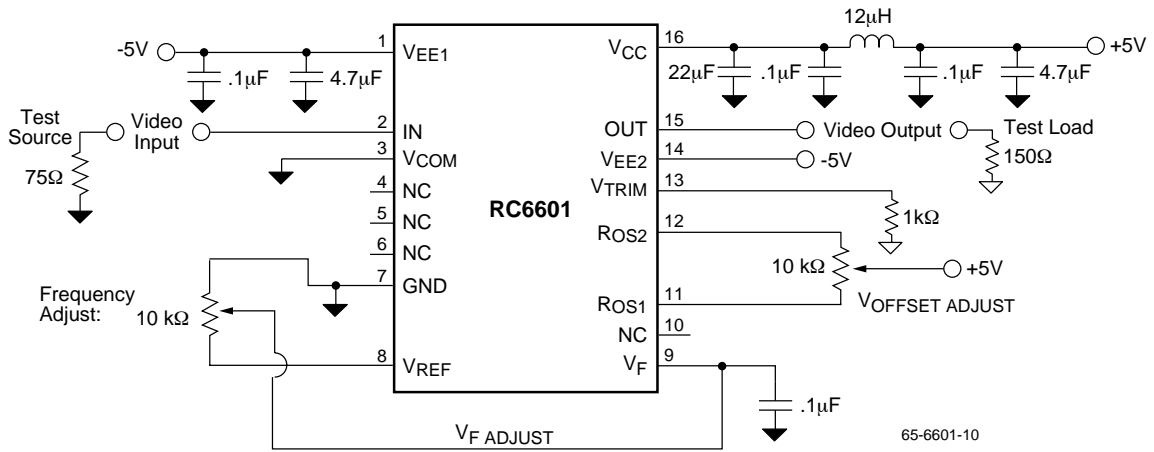 12μH
-5V
1
VEE1
VCC
16
+5V
.1μF
4.7μF
22μF
.1μF
.1μF
4.7μF
Test
Source
Video
Input
2
IN
OUT
15
Video Output
Test Load
75Ω
3
VCOM
VEE2
14
-5V
150Ω
4
NC
VTRIM
13
RC6601
5
NC
1kΩ
6
NC
ROS2
12
7
GND
10 kΩ
+5V
Frequency
Adjust:
10 kΩ
ROS1
11
VOFFSET ADJUST
NC
10
8
VREF
VF
9
.1μF
VF ADJUST
65-6601-10